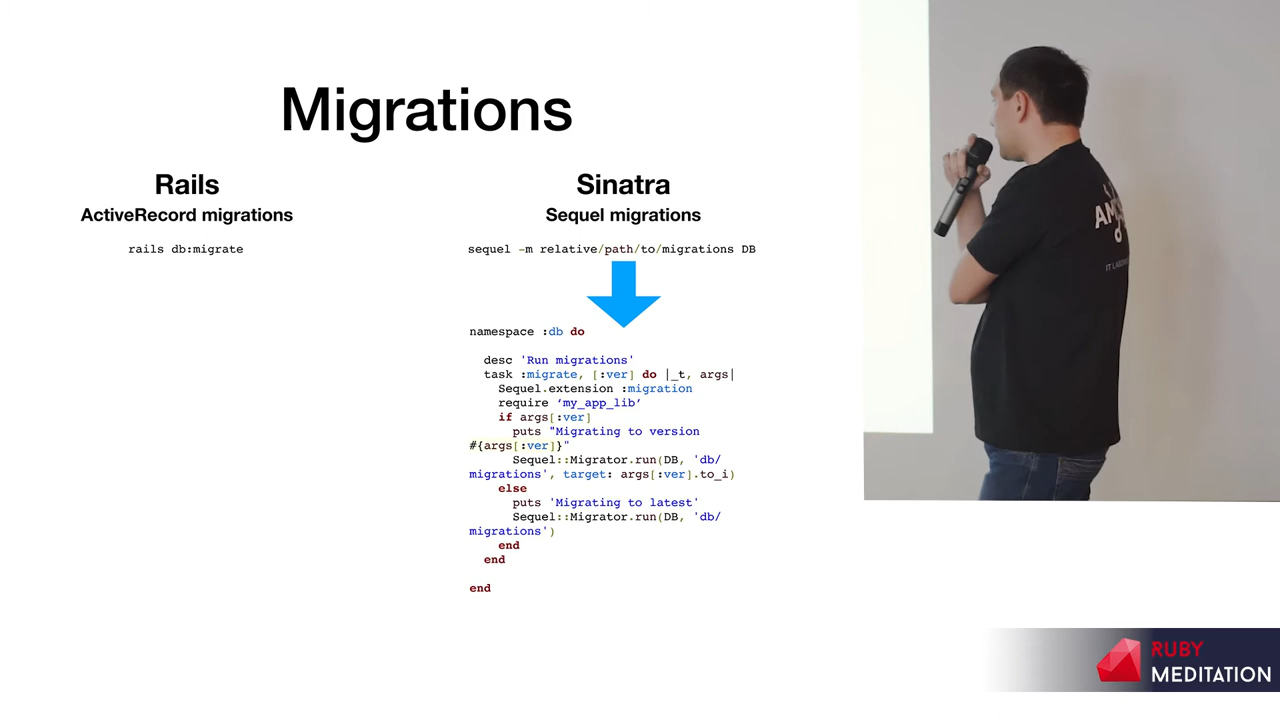 Migrations
Rails
ActiveRecord migrations
rails db:migrate
Sinatra
Sequel migrations
sequel -m relative/path/to/migrations DB
namespace :db do
desc 'Run migrations'
task :migrate, [:ver] do |_t, args|
Sequel.extension :migration
require ‘my_app_lib’
if args[:ver]
puts "Migrating to version
#{args[:ver]}"
Sequel::Migrator.run(DB, 'db/
migrations', target: args[:ver].to_i)
else
puts 'Migrating to latest'
Sequel::Migrator.run(DB, 'db/
migrations')
end
end
end
RUBY
MEDITATION